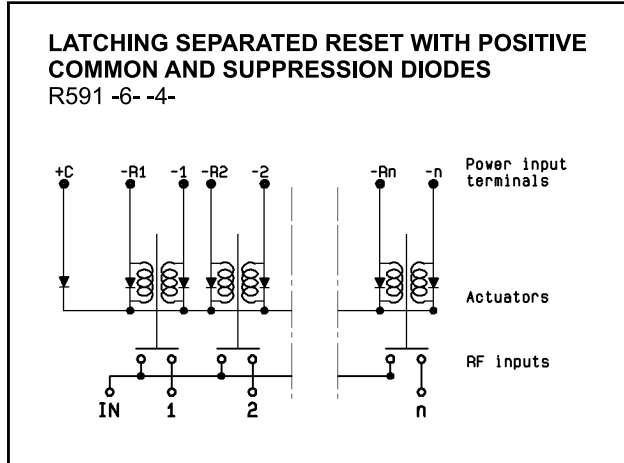 LATCHING SEPARATED RESET WITH POSITIVE
COMMON AND SUPPRESSION DIODES
R591 -6- -4-
+C -R1 -1 -R2 -2 -Rn -n Power input
terminals
Actuators
RF inputs
IN 1 2 n